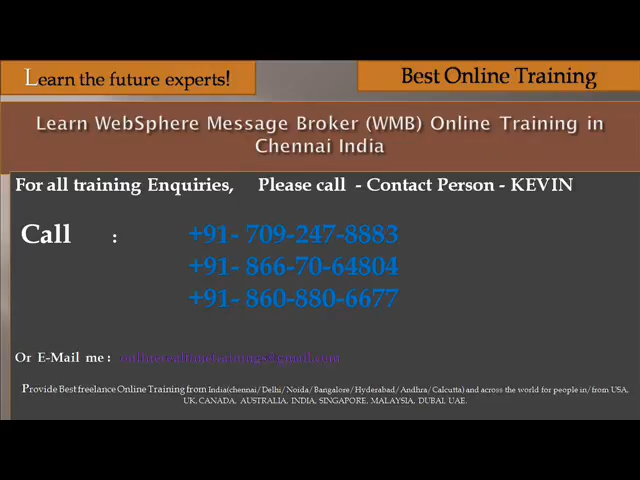 Learn the future experts!
Best Online Training
Learn WebSphere Message Broker (WMB) Online Training in
Chennai India
For all training Enquiries, Please call - Contact Person - KEVIN
Call : +91- 709-247-8883
+91- 866-70-64804
+91- 860-880-6677
Or E-Mail me : onlinerealtimetrainings@gmail.com
Provide Best freelance Online Training from India(chennai/Delhi/Noida/Bangalore/Hyderabad/Andhra/Calcutta) and across the world for people in/from USA,
UK, CANADA, AUSTRALIA, INDIA, SINGAPORE, MALAYSIA, DUBAI, UAE.